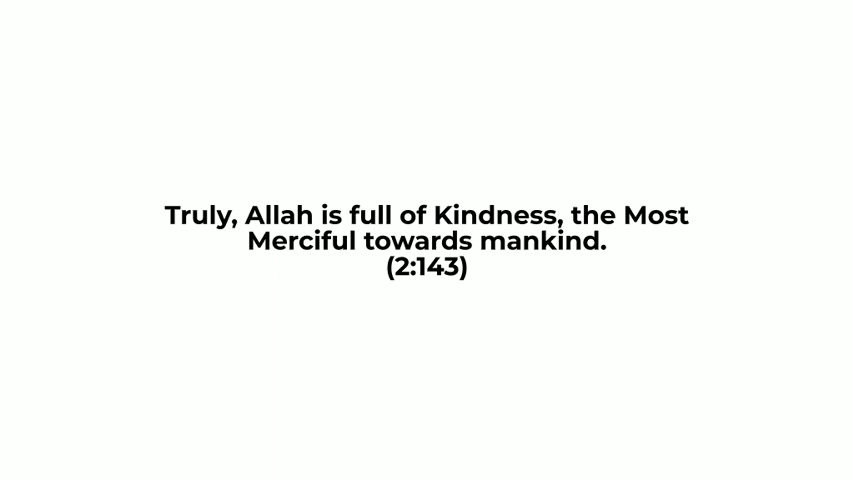 Truly, Allah is full of Kindness, the Most
Merciful towards mankind.
(2:143)